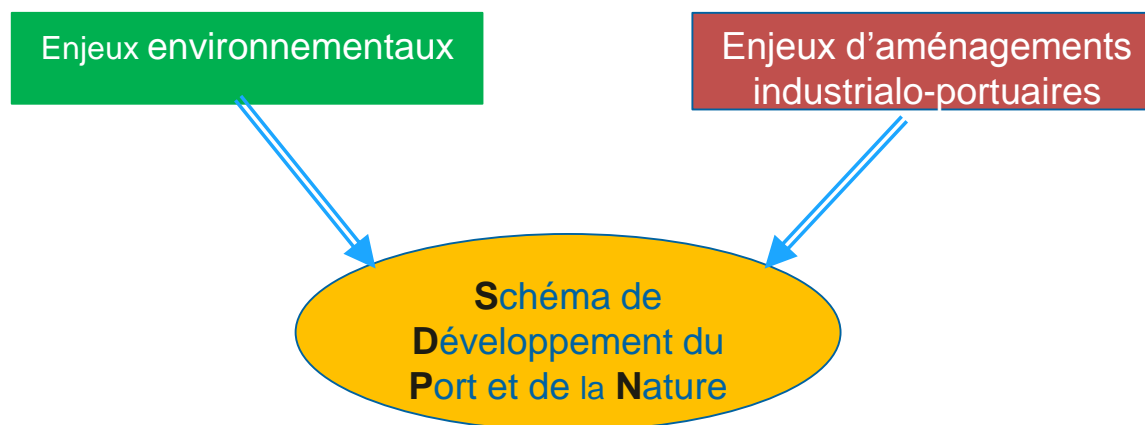 Enjeux environnementaux
Enjeux d’aménagements
industrialo-portuaires
Schéma de
Développement du
Port et de la Nature